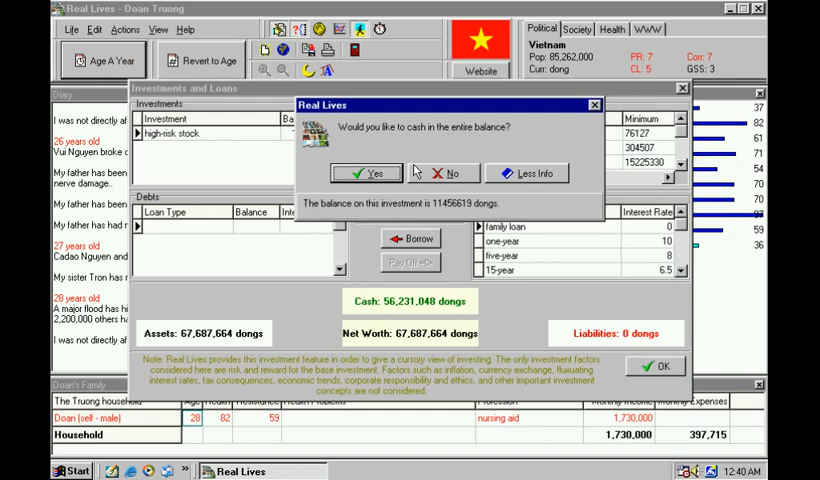 Real Lives - Doan Truong
Life Edit Actions View Help
Age A Year
Revert to Age
Website
Political Society Health WWW
Vietnam
Pop: 85,262,000 PR: 7 Corr: 7
Curr: dong CL: 5 GSS: 3
Diary
I was not directly af
26 years old
Vui Nguyen broke o
My father has been
nerve damage..
My father has been
My father has had r
27 years old
Cadao Nguyen and
My sister Tron has r
28 years old
A major flood has hi
2,200,000 others ha
I was not directly af
37
82
61
71
54
70
70
87
59
36
Investments and Loans
Investments
Investment Ba
high-risk stock
Minimum
76127
304507
15225330
Real Lives
Would you like to cash in the entire balance?
Yes
No
Less Info
The balance on this investment is 11456619 dongs.
Debts
Loan Type Balance Inte
Borrow
Pay Off
Interest Rate
family loan 0
one-year 10
five-year 8
15-year 6.5
Cash: 56,231,048 dongs
Assets: 67,687,664 dongs
Net Worth: 67,687,664 dongs
Liabilities: 0 dongs
Note: Real Lives provides this investment feature in order to give a cursory view of investing. The only investment factors
considered here are risk and reward for the base investment. Factors such as inflation, currency exchange, fluxuating
interest rates, tax consequences, economic trends, corporate responsibility and ethics, and other important investment
concepts are not considered.
OK
Doan's Family
The Truong household Age Health Resistance Health Problems Profession Monthly Income Monthly Expenses
Doan (self - male) 28 82 59 nursing aid 1,730,000
Household 1,730,000 397,715
Start
Real Lives
12:40 AM